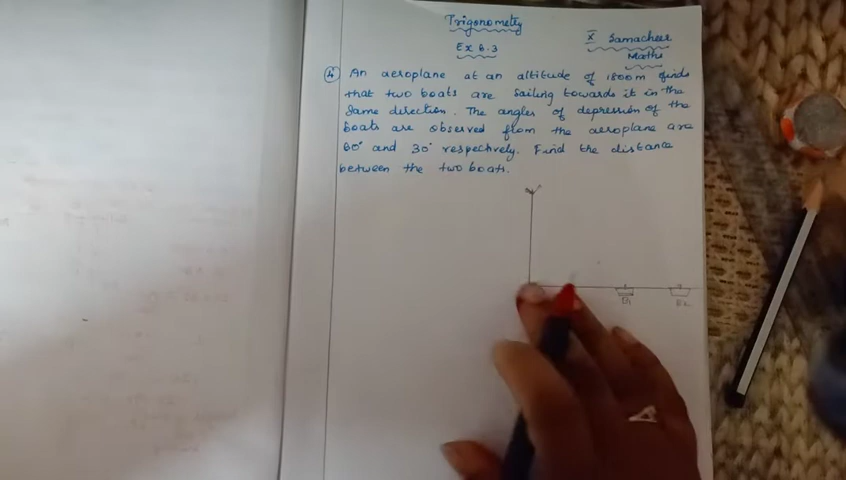 Trigonometry
Ex 6.3
X Samacheer
Maths
④ An aeroplane at an altitude of 1800m finds
that two boats are sailing towards it in the
same direction. The angles of depression of the
boats are observed from the aeroplane are
60° and 30° respectively. Find the distance
between the two boats.
B1
B2